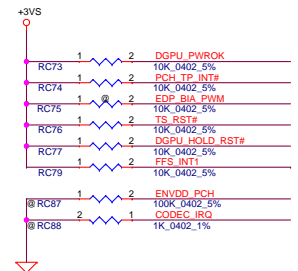 +3VS
1 2 DGPU_PWROK
RC73 10K_0402_5%
1 2 PCH_TP_INT#
RC74 10K_0402_5%
1 @ 2 EDP_BIA_PWM
RC75 10K_0402_5%
1 2 TS_RST#
RC76 10K_0402_5%
1 2 DGPU_HOLD_RST#
RC77 10K_0402_5%
1 2 FFS_INT1
RC79 10K_0402_5%
1 2 ENVDD_PCH
@ RC87 100K_0402_5%
2 1 CODEC_IRQ
@ RC88 1K_0402_1%